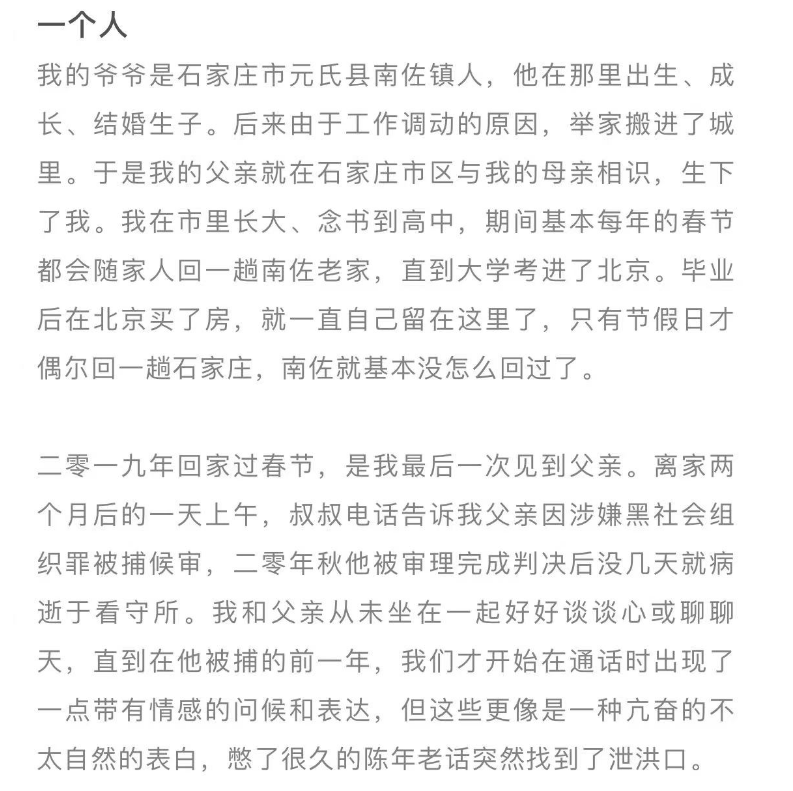 一个人
我的爷爷是石家庄市元氏县南佐镇人，他在那里出生、成
长、结婚生子。后来由于工作调动的原因，举家搬进了城
里。于是我的父亲就在石家庄市区与我的母亲相识，生下
了我。我在市里长大、念书到高中，期间基本每年的春节
都会随家人回一趟南佐老家，直到大学考进了北京。毕业
后在北京买了房，就一直自己留在这里了，只有节假日才
偶尔回一趟石家庄，南佐就基本没怎么回过了。
二零一九年回家过春节，是我最后一次见到父亲。离家两
个月后的一天上午，叔叔电话告诉我父亲因涉嫌黑社会组
织罪被捕候审，二零年秋他被审理完成判决后没几天就病
逝于看守所。我和父亲从未坐在一起好好谈谈心或聊聊
天，直到在他被捕的前一年，我们才开始在通话时出现了
一点带有情感的问候和表达，但这些更像是一种亢奋的不
太自然的表白，憋了很久的陈年老话突然找到了泄洪口。